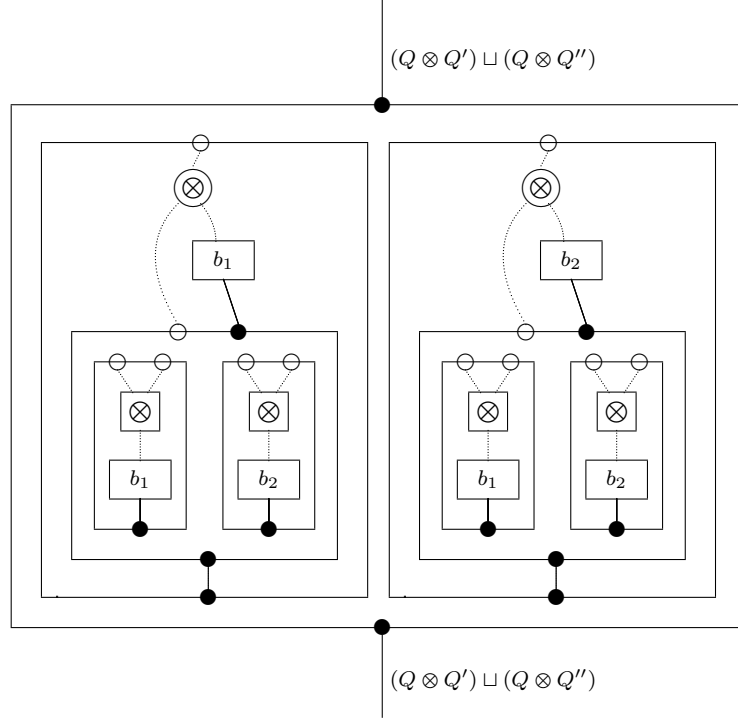 (Q ⊗ Q′) ⊔ (Q ⊗ Q″)
⊗ ⊗
b₁ b₂
⊗ ⊗ ⊗ ⊗
b₁ b₂ b₁ b₂
(Q ⊗ Q′) ⊔ (Q ⊗ Q″)